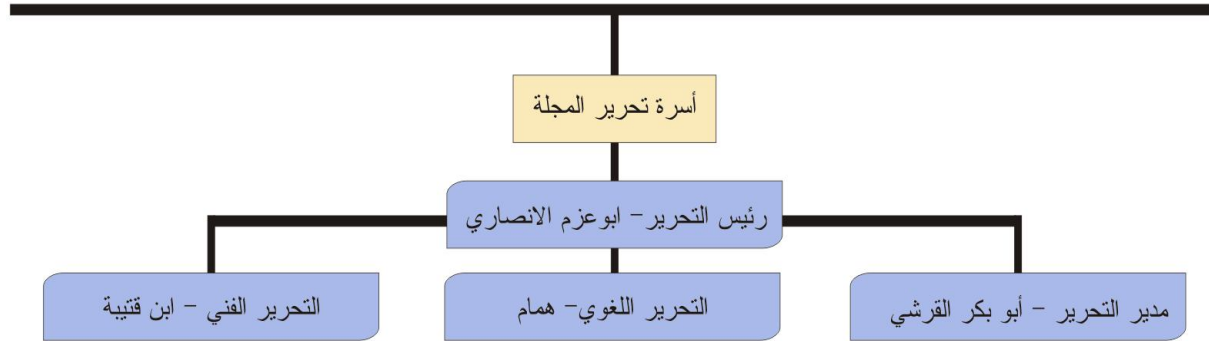 أسرة تحرير المجلة
رئيس التحرير- ابوعزم الانصاري
مدير التحرير - أبو بكر القرشي
التحرير اللغوي- همام
التحرير الفني - ابن قتيبة